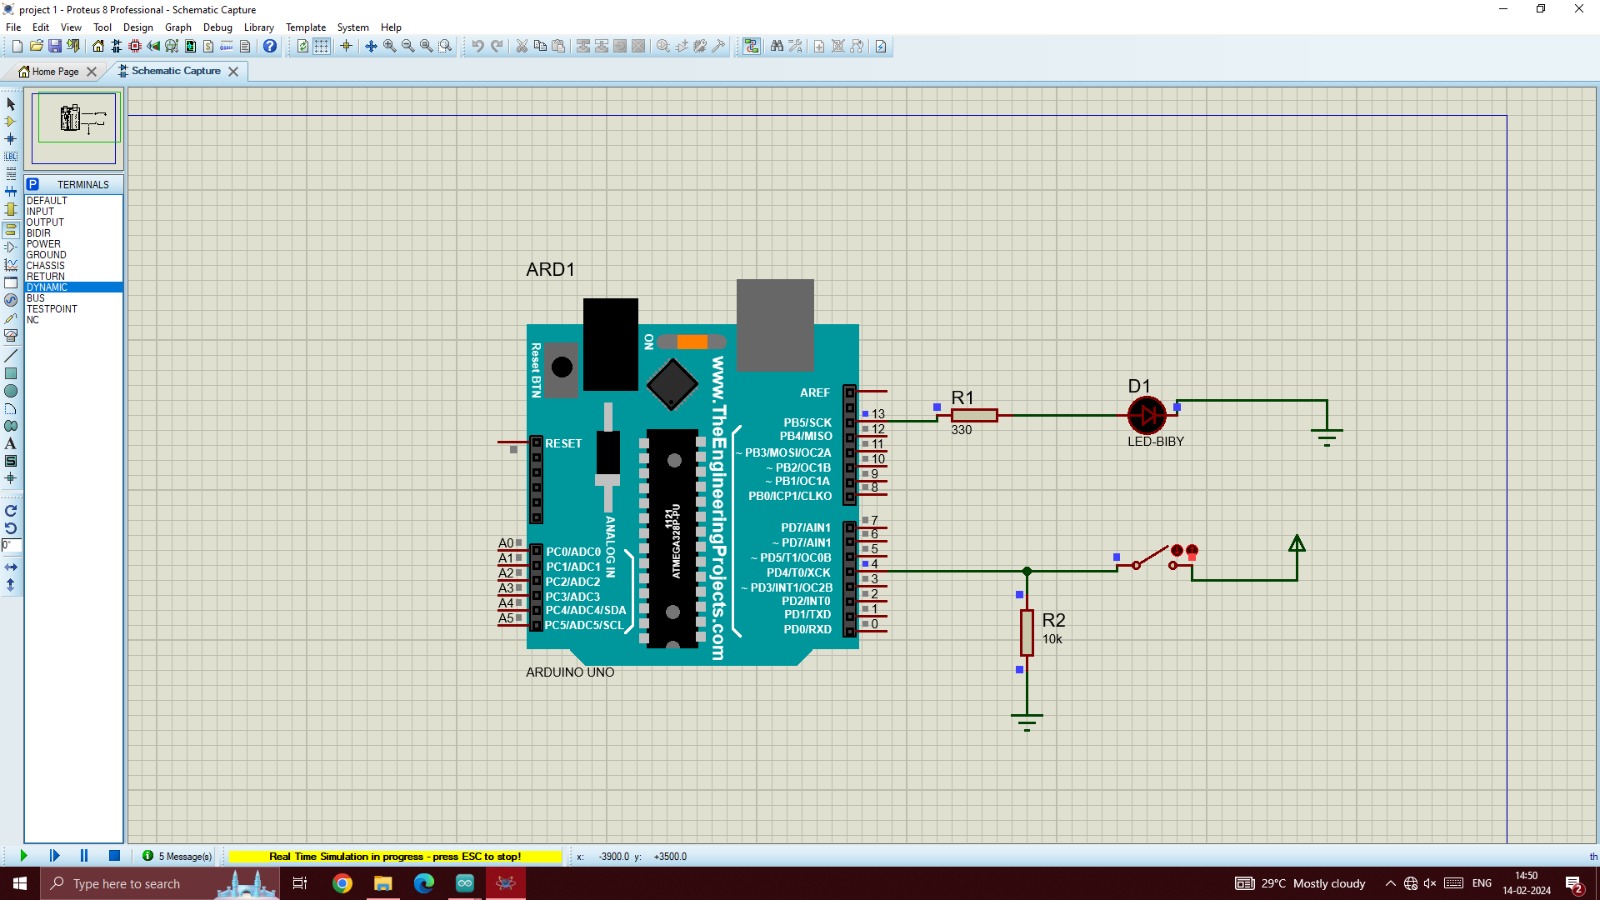 project 1 - Proteus 8 Professional - Schematic Capture
File Edit View Tool Design Graph Debug Library Template System Help
Home Page Schematic Capture
LBL
P TERMINALS
DEFAULT
INPUT
OUTPUT
BIDIR
POWER
GROUND
CHASSIS
RETURN
DYNAMIC
BUS
TESTPOINT
NC
A
S
0°
ARD1
Reset BTN
ON
www.TheEngineeringProjects.com
ANALOG IN
1121
ATMEGA328P-PU
RESET
A0 PC0/ADC0
A1 PC1/ADC1
A2 PC2/ADC2
A3 PC3/ADC3
A4 PC4/ADC4/SDA
A5 PC5/ADC5/SCL
AREF
PB5/SCK 13
PB4/MISO 12
~ PB3/MOSI/OC2A 11
~ PB2/OC1B 10
~ PB1/OC1A 9
PB0/ICP1/CLKO 8
PD7/AIN1 7
~ PD7/AIN1 6
~ PD5/T1/OC0B 5
PD4/T0/XCK 4
~ PD3/INT1/OC2B 3
PD2/INT0 2
PD1/TXD 1
PD0/RXD 0
ARDUINO UNO
R1
330
D1
LED-BIBY
R2
10k
5 Message(s) Real Time Simulation in progress - press ESC to stop! x: -3900.0 y: +3500.0 th
Type here to search
29°C Mostly cloudy ENG
14:50
14-02-2024
2